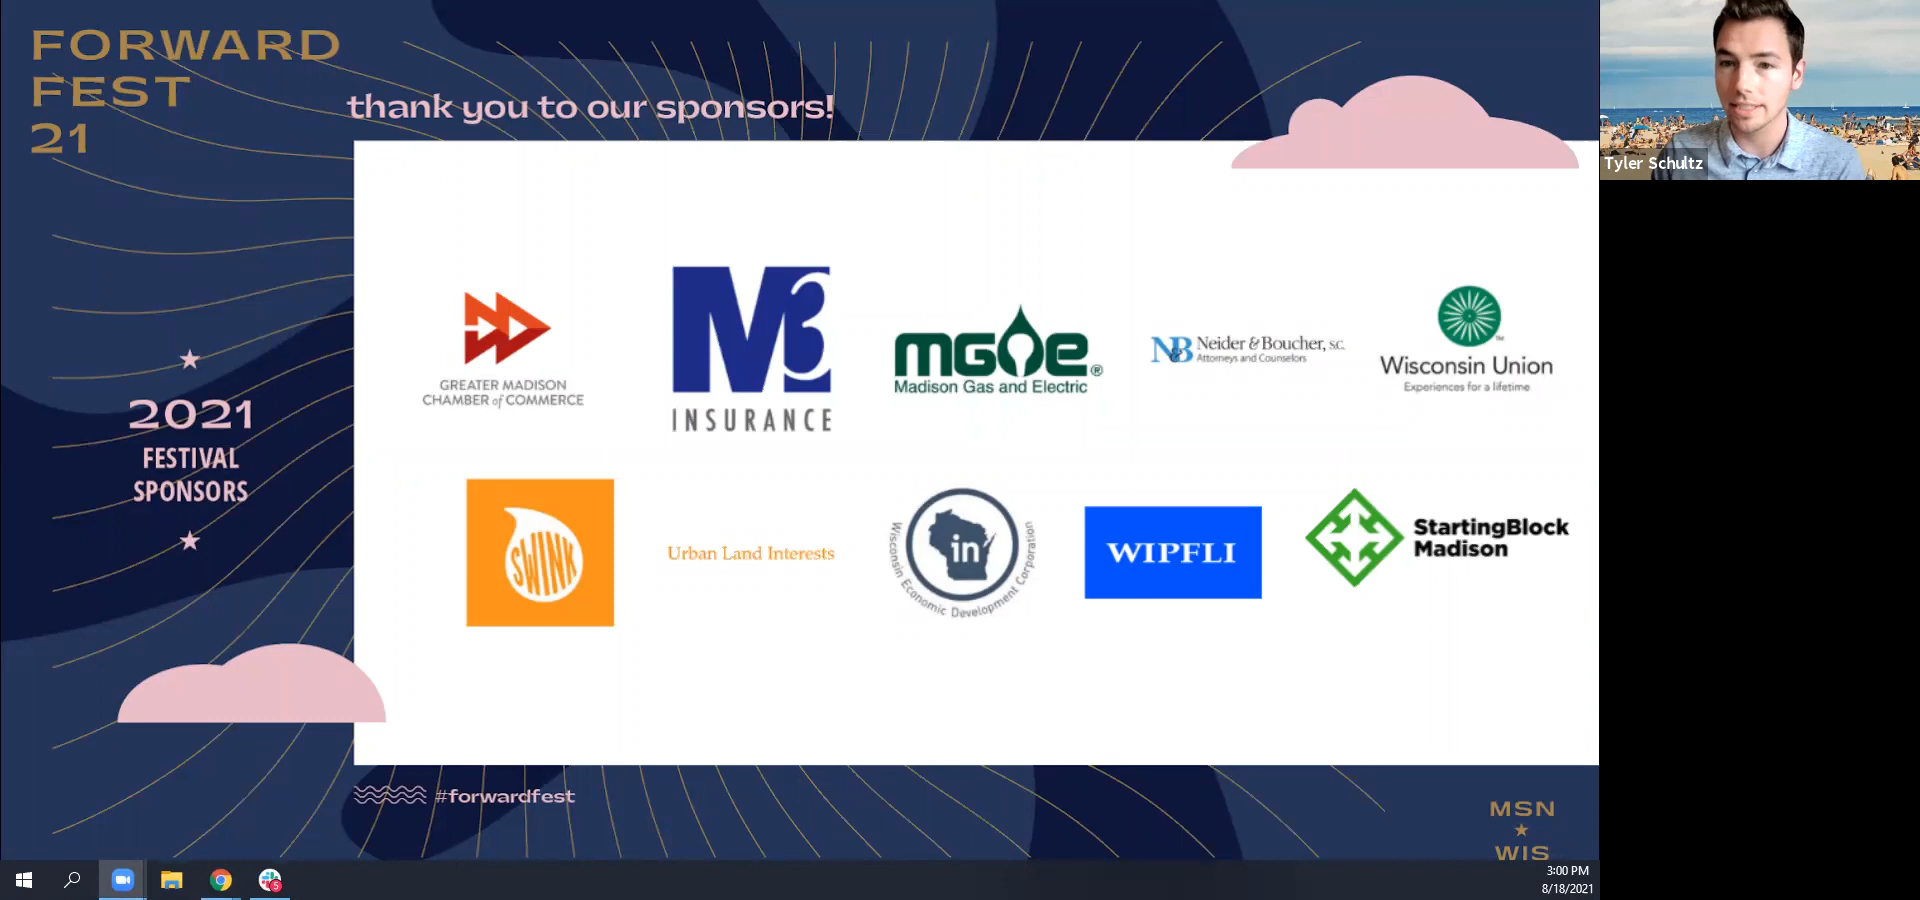 FORWARD
FEST
21
thank you to our sponsors!
Tyler Schultz
2021
FESTIVAL
SPONSORS
GREATER MADISON
CHAMBER of COMMERCE
M3
INSURANCE
mge®
Madison Gas and Electric
NB Neider & Boucher, S.C.
Attorneys and Counselors
Wisconsin Union
Experiences for a lifetime
SWINK
Urban Land Interests
in
Wisconsin Economic Development Corporation
WIPFLI
StartingBlock
Madison
#forwardfest
MSN
WIS
3:00 PM
8/18/2021
5